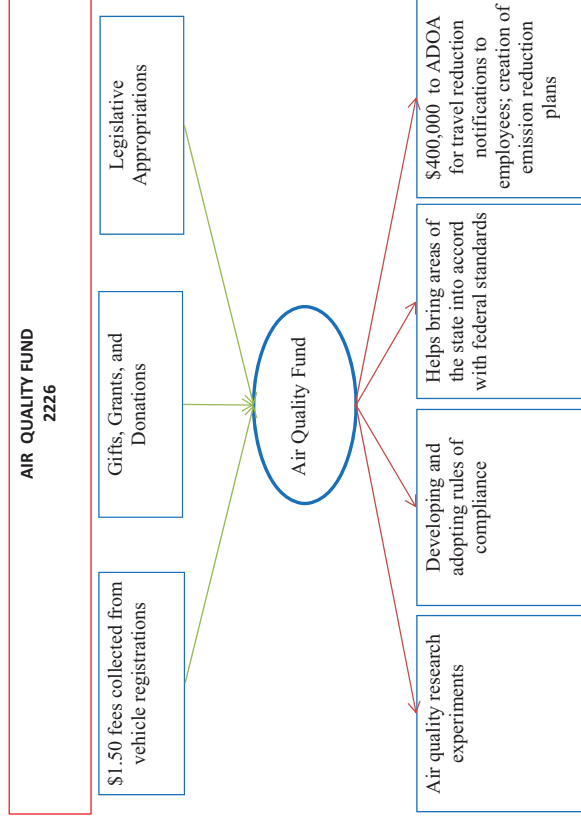 AIR QUALITY FUND
2226
$1.50 fees collected from
vehicle registrations
Gifts, Grants, and
Donations
Legislative
Appropriations
Air Quality Fund
Air quality research
experiments
Developing and
adopting rules of
compliance
Helps bring areas of
the state into accord
with federal standards
$400,000 to ADOA
for travel reduction
notifications to
employees; creation of
emission reduction
plans